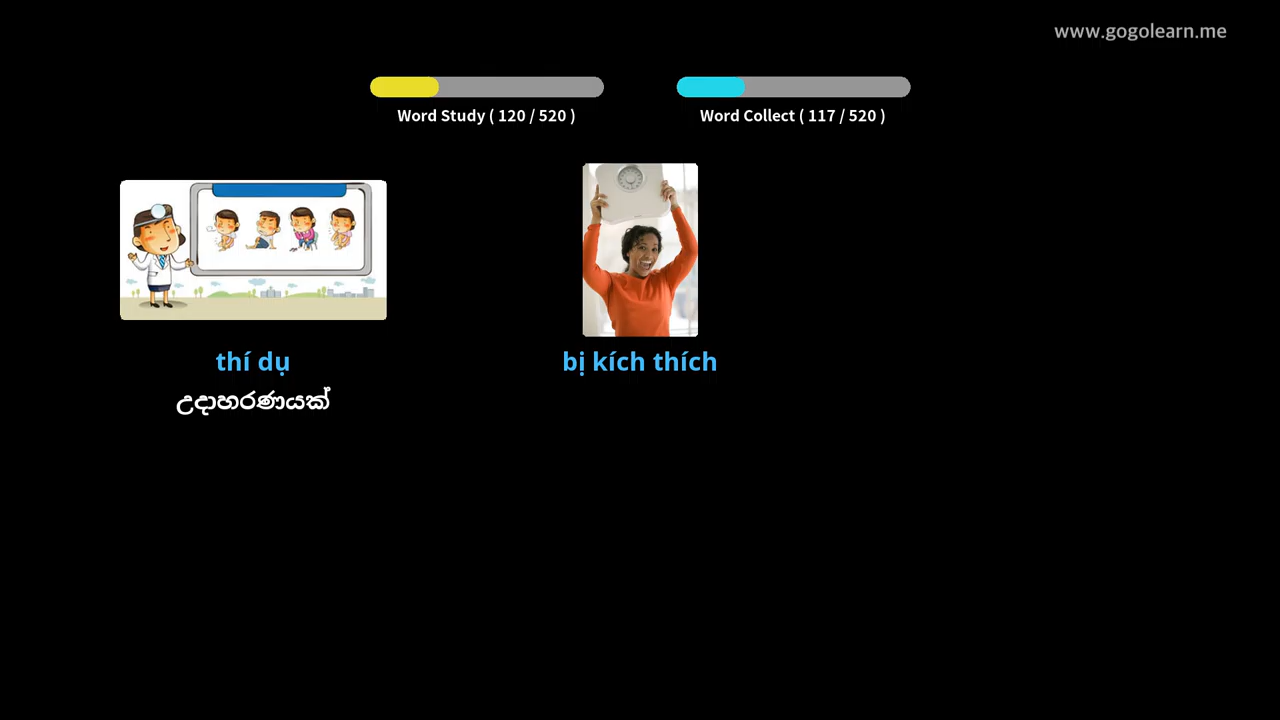 www.gogolearn.me
Word Study ( 120 / 520 )
Word Collect ( 117 / 520 )
thí dụ
bị kích thích
උදාහරණයක්